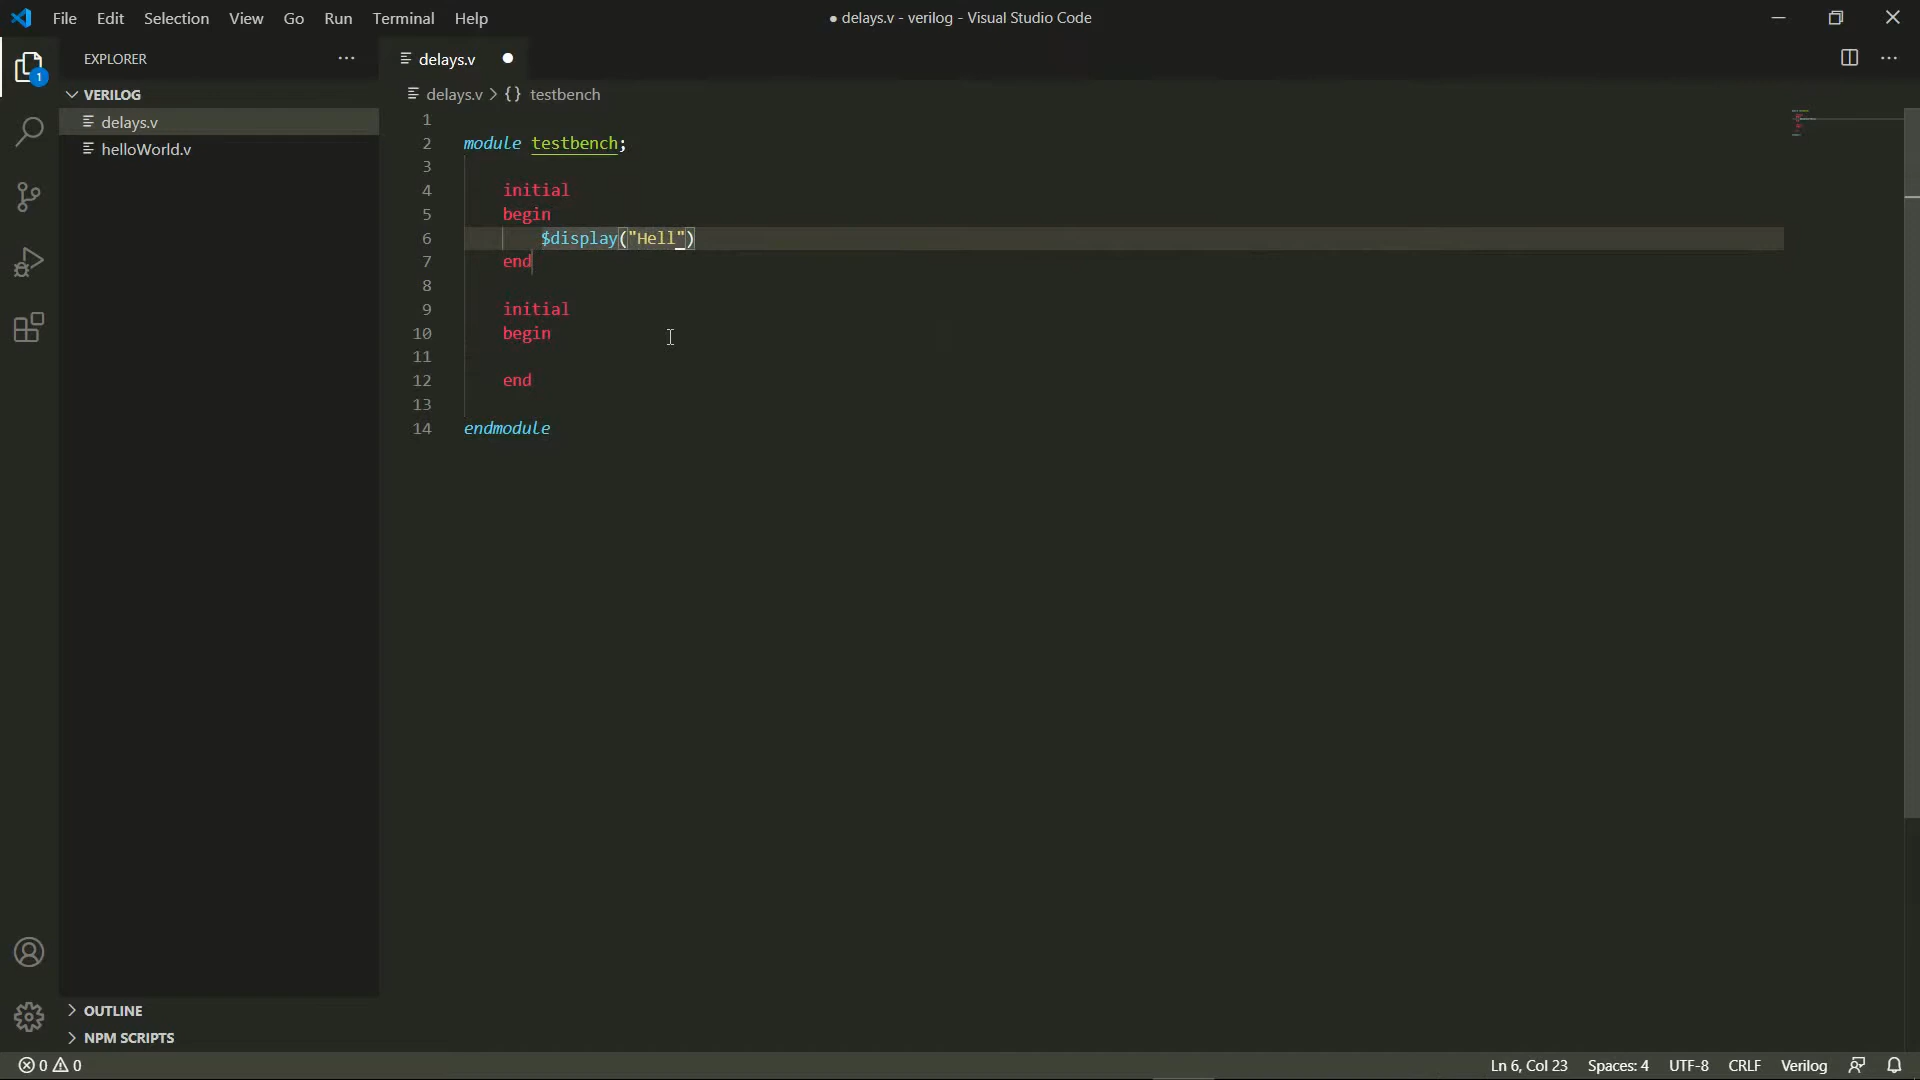 File Edit Selection View Go Run Terminal Help
● delays.v - verilog - Visual Studio Code
EXPLORER
1
VERILOG
delays.v
helloWorld.v
OUTLINE
NPM SCRIPTS
delays.v
delays.v > {} testbench
1
2 module testbench;
3
4 initial
5 begin
6 $display("Hell")
7 end
8
9 initial
10 begin
11
12 end
13
14 endmodule
0 0
Ln 6, Col 23 Spaces: 4 UTF-8 CRLF Verilog